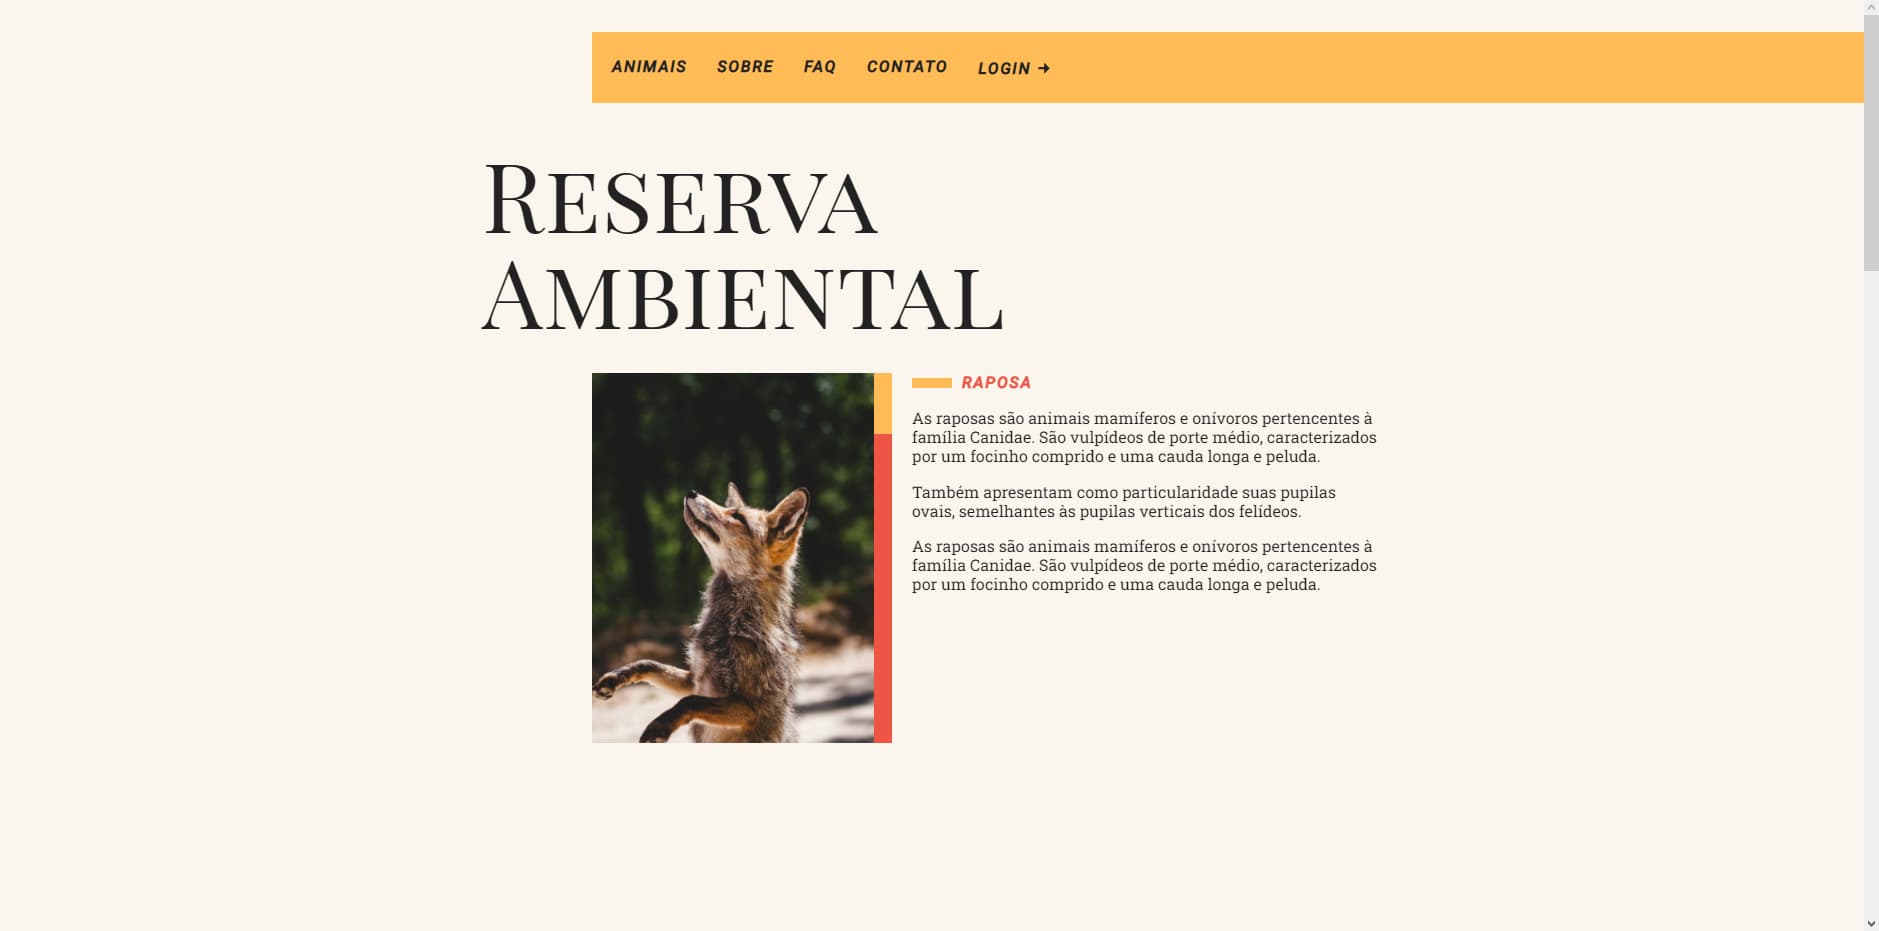 ANIMAIS SOBRE FAQ CONTATO LOGIN →
RESERVA
AMBIENTAL
RAPOSA
As raposas são animais mamíferos e onívoros pertencentes à
família Canidae. São vulpídeos de porte médio, caracterizados
por um focinho comprido e uma cauda longa e peluda.
Também apresentam como particularidade suas pupilas
ovais, semelhantes às pupilas verticais dos felídeos.
As raposas são animais mamíferos e onívoros pertencentes à
família Canidae. São vulpídeos de porte médio, caracterizados
por um focinho comprido e uma cauda longa e peluda.